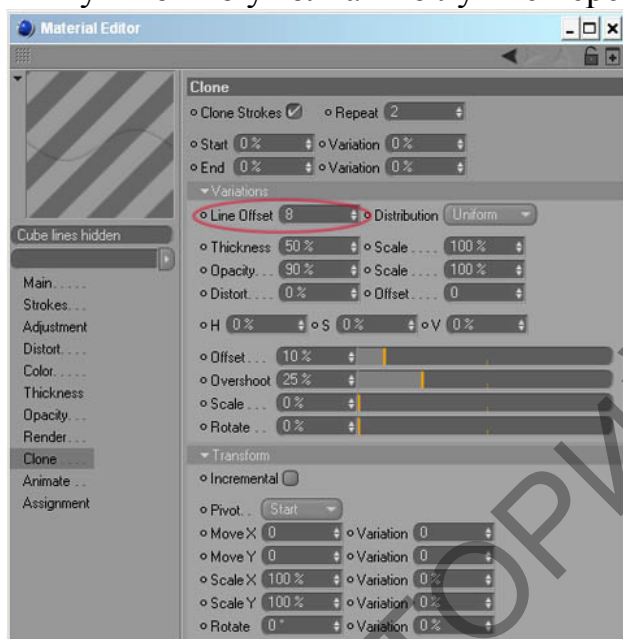 Material Editor
Clone
Clone Strokes Repeat 2
Start 0 % Variation 0 %
End 0 % Variation 0 %
Variations
Line Offset 8 Distribution Uniform
Thickness 50 % Scale . . . . 100 %
Opacity. . . 90 % Scale . . . . 100 %
Distort. . . . 0 % Offset. . . . 0
H 0 % S 0 % V 0 %
Offset. . . 10 %
Overshoot 25 %
Scale . . . 0 %
Rotate . . 0 %
Transform
Incremental
Pivot. . Start
Move X 0 Variation 0
Move Y 0 Variation 0
Scale X 100 % Variation 0 %
Scale Y 100 % Variation 0 %
Rotate 0 ° Variation 0 %
Cube lines hidden
Main. . . . .
Strokes. . .
Adjustment
Distort. . . .
Color. . . . .
Thickness
Opacity. . .
Render. . .
Clone . . . .
Animate . .
Assignment